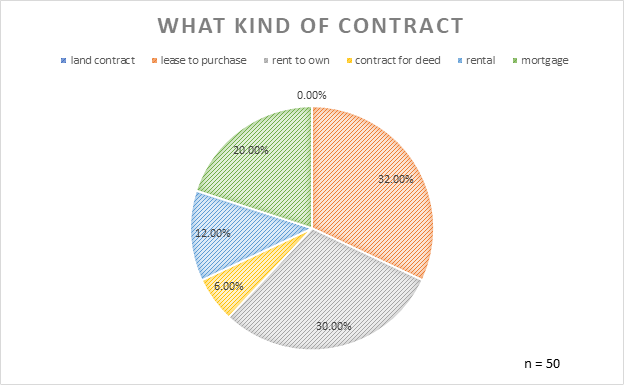 WHAT KIND OF CONTRACT
land contract lease to purchase rent to own contract for deed rental mortgage
0.00%
20.00%
32.00%
12.00%
6.00%
30.00%
n = 50